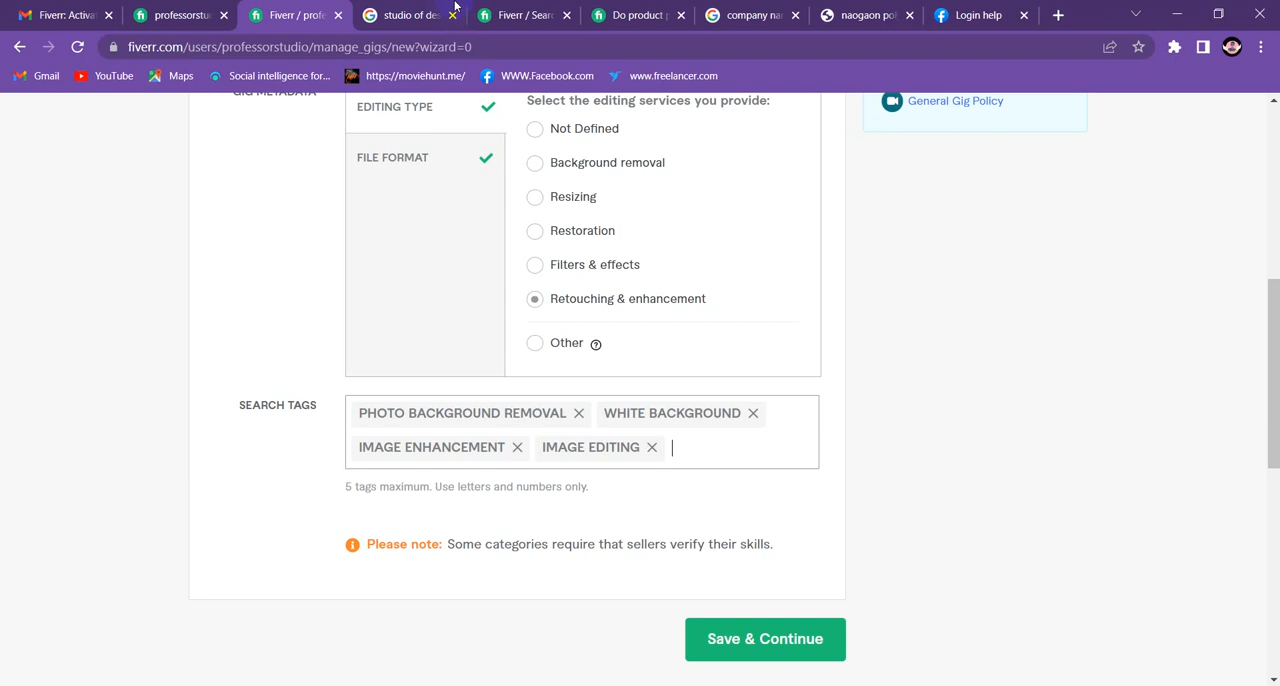 Fiverr: Activat
professorstu
Fiverr / profe
studio of des
Fiverr / Sear
Do product p
company na
naogaon pol
Login help
fiverr.com/users/professorstudio/manage_gigs/new?wizard=0
Gmail
YouTube
Maps
Social intelligence for...
https://moviehunt.me/
WWW.Facebook.com
www.freelancer.com
GIG METADATA
EDITING TYPE
Select the editing services you provide:
General Gig Policy
Not Defined
FILE FORMAT
Background removal
Resizing
Restoration
Filters & effects
Retouching & enhancement
Other
SEARCH TAGS
PHOTO BACKGROUND REMOVAL
WHITE BACKGROUND
IMAGE ENHANCEMENT
IMAGE EDITING
5 tags maximum. Use letters and numbers only.
Please note: Some categories require that sellers verify their skills.
Save & Continue